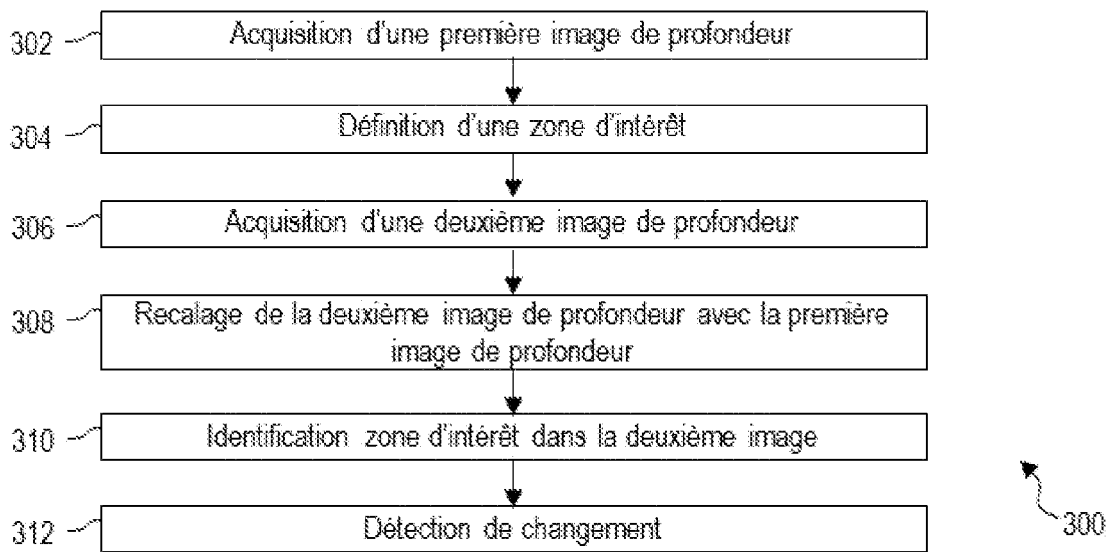 302 Acquisition d'une première image de profondeur
304 Définition d'une zone d'intérêt
306 Acquisition d'une deuxième image de profondeur
308 Recalage de la deuxième image de profondeur avec la première
image de profondeur
310 Identification zone d'intérêt dans la deuxième image
312 Détection de changement
300